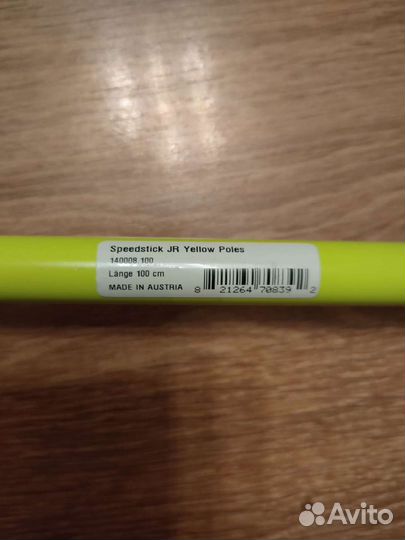 Speedstick JR Yellow Poles
140008 100
Länge 100 cm
MADE IN AUSTRIA
8 21264 70839 2
Avito